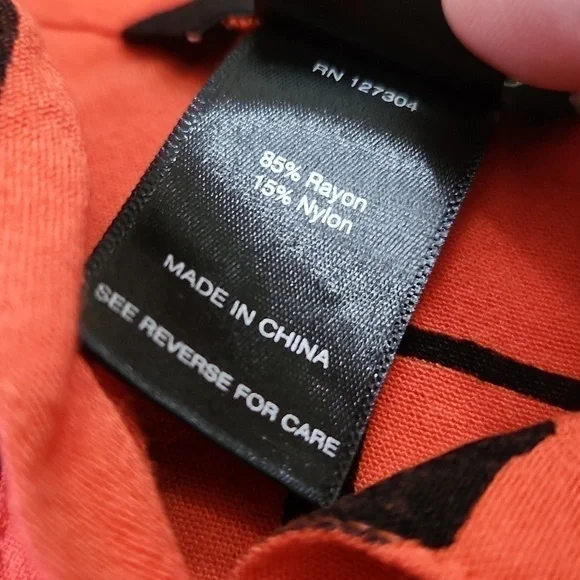 RN 127304
85% Rayon
15% Nylon
MADE IN CHINA
SEE REVERSE FOR CARE